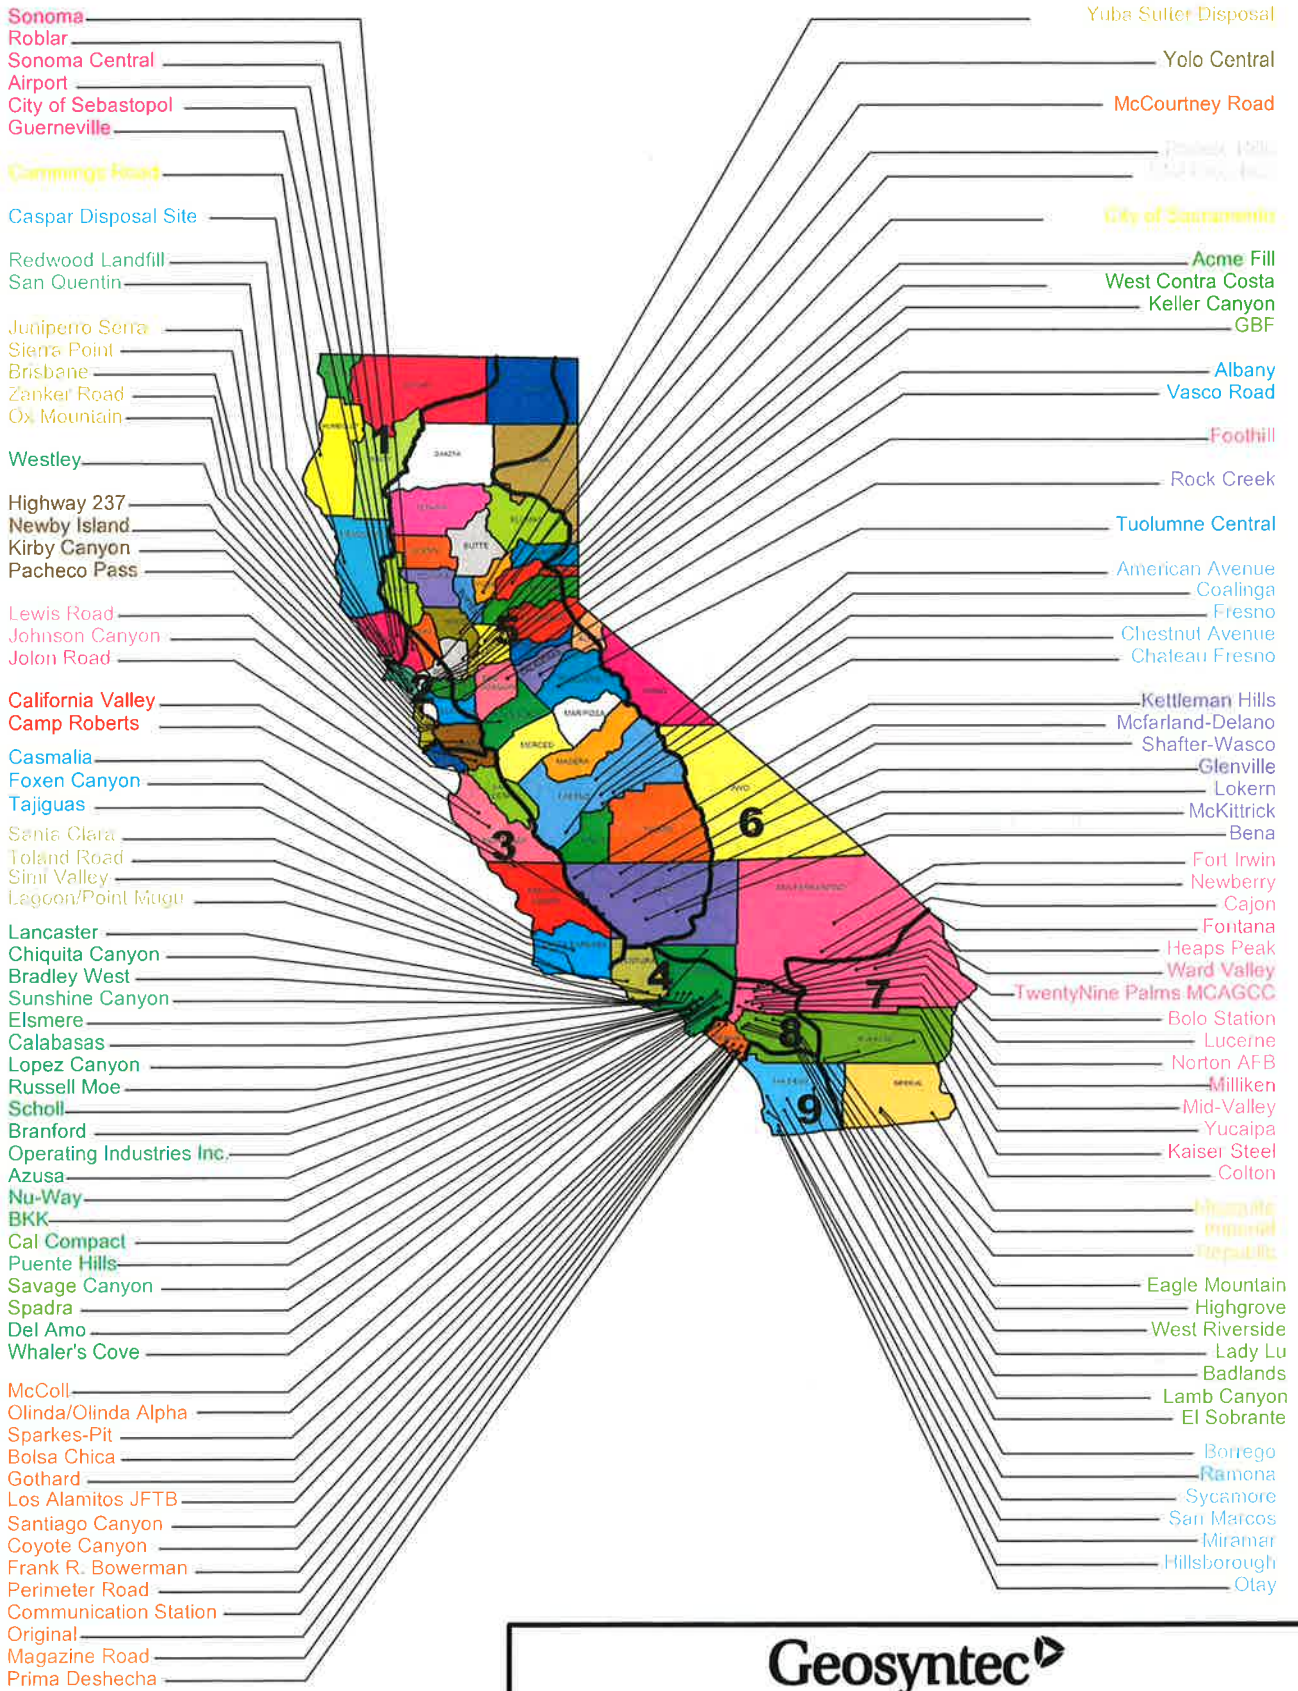 Sonoma
Roblar
Sonoma Central
Airport
City of Sebastopol
Guerneville
Cummings Road
Caspar Disposal Site
Redwood Landfill
San Quentin
Juniperro Serra
Sierra Point
Brisbane
Zanker Road
Ox Mountain
Westley
Highway 237
Newby Island
Kirby Canyon
Pacheco Pass
Lewis Road
Johnson Canyon
Jolon Road
California Valley
Camp Roberts
Casmalia
Foxen Canyon
Tajiguas
Santa Clara
Toland Road
Simi Valley
Lagoon/Point Mugu
Lancaster
Chiquita Canyon
Bradley West
Sunshine Canyon
Elsmere
Calabasas
Lopez Canyon
Russell Moe
Scholl
Branford
Operating Industries Inc.
Azusa
Nu-Way
BKK
Cal Compact
Puente Hills
Savage Canyon
Spadra
Del Amo
Whaler's Cove
McColl
Olinda/Olinda Alpha
Sparkes-Pit
Bolsa Chica
Gothard
Los Alamitos JFTB
Santiago Canyon
Coyote Canyon
Frank R. Bowerman
Perimeter Road
Communication Station
Original
Magazine Road
Prima Deshecha
1
SHASTA
BUTTE
MARIPOSA
MERCED
MADERA
FRESNO
INYO
3
4
5
6
7
8
9
Yuba Sutter Disposal
Yolo Central
McCourtney Road
City of Sacramento
Acme Fill
West Contra Costa
Keller Canyon
GBF
Albany
Vasco Road
Foothill
Rock Creek
Tuolumne Central
American Avenue
Coalinga
Fresno
Chestnut Avenue
Chateau Fresno
Kettleman Hills
Mcfarland-Delano
Shafter-Wasco
Glenville
Lokern
McKittrick
Bena
Fort Irwin
Newberry
Cajon
Fontana
Heaps Peak
Ward Valley
TwentyNine Palms MCAGCC
Bolo Station
Lucerne
Norton AFB
Milliken
Mid-Valley
Yucaipa
Kaiser Steel
Colton
Mesquite
Imperial
Republic
Eagle Mountain
Highgrove
West Riverside
Lady Lu
Badlands
Lamb Canyon
El Sobrante
Borrego
Ramona
Sycamore
San Marcos
Miramar
Hillsborough
Otay
Geosyntec